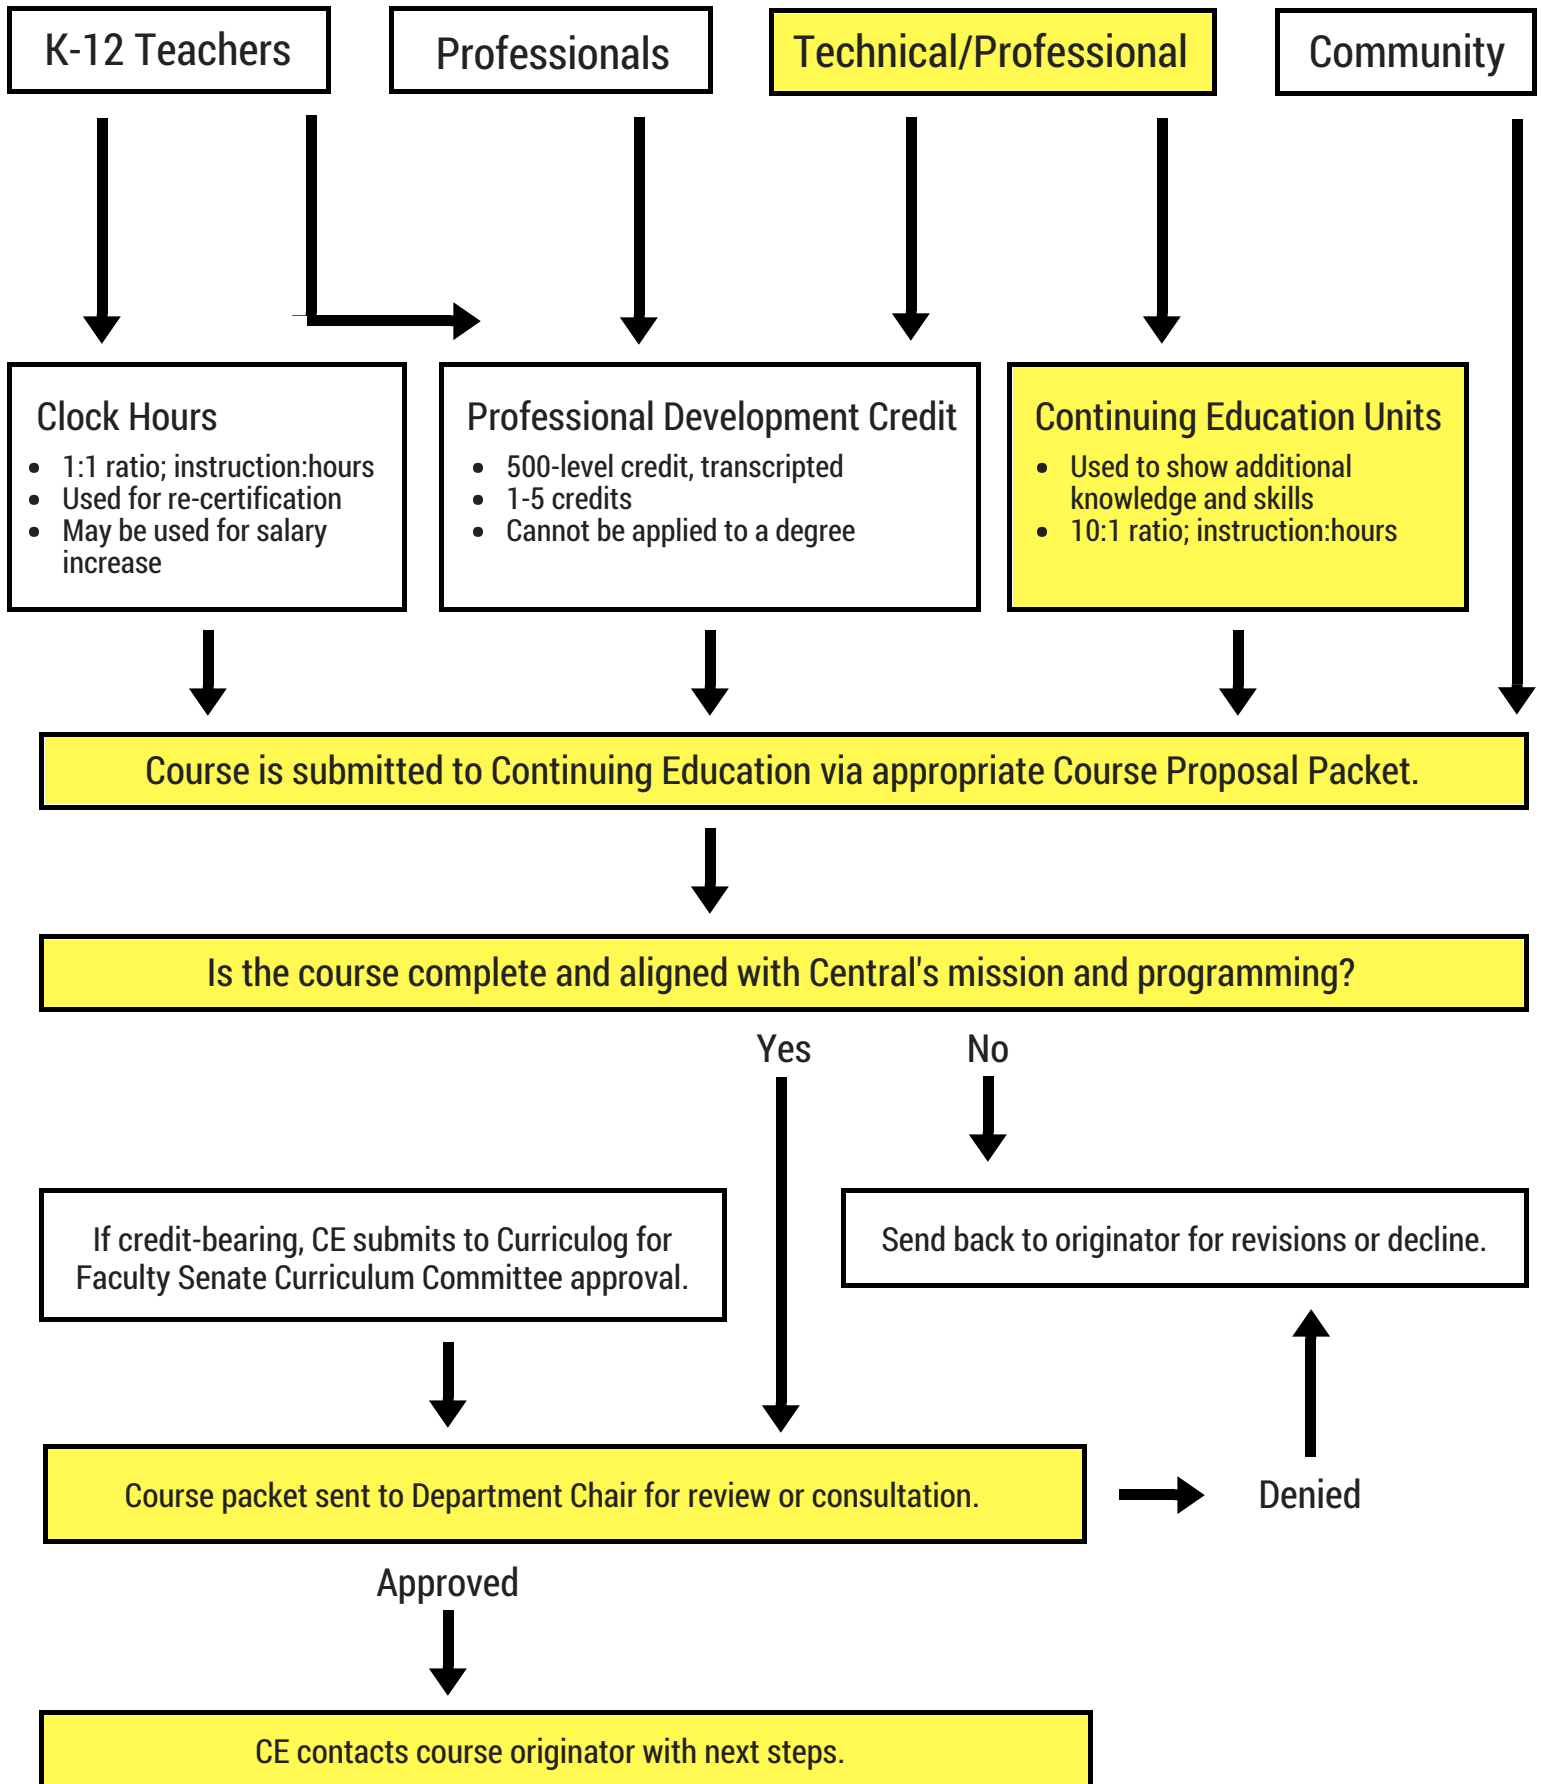 K-12 Teachers
Professionals
Technical/Professional
Community
Clock Hours
• 1:1 ratio; instruction:hours
• Used for re-certification
• May be used for salary
increase
Professional Development Credit
• 500-level credit, transcripted
• 1-5 credits
• Cannot be applied to a degree
Continuing Education Units
• Used to show additional
knowledge and skills
• 10:1 ratio; instruction:hours
Course is submitted to Continuing Education via appropriate Course Proposal Packet.
Is the course complete and aligned with Central's mission and programming?
Yes
No
If credit-bearing, CE submits to Curriculog for
Faculty Senate Curriculum Committee approval.
Send back to originator for revisions or decline.
Course packet sent to Department Chair for review or consultation.
Denied
Approved
CE contacts course originator with next steps.